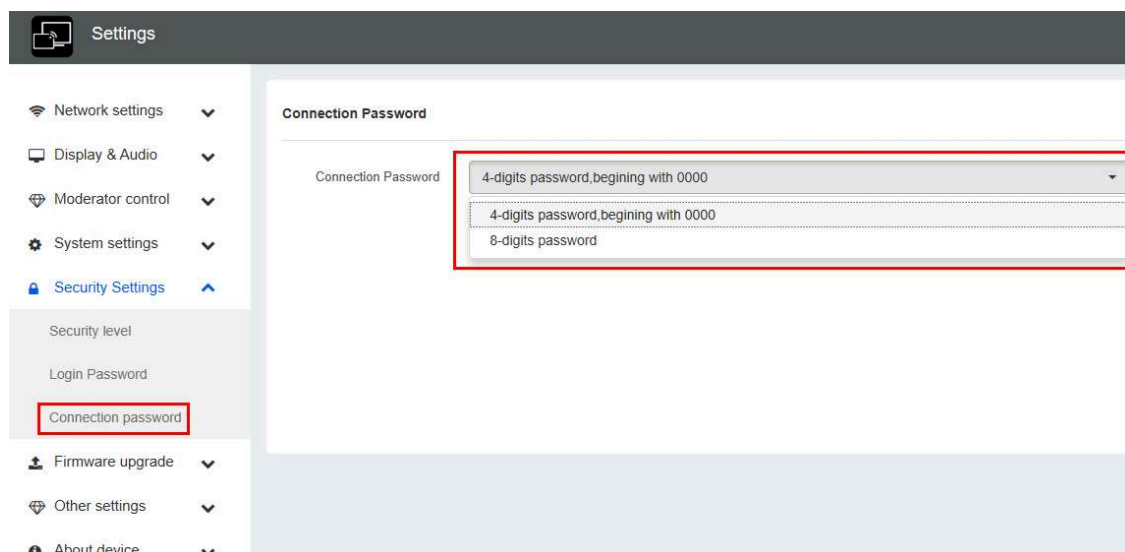 Settings
Network settings
Display & Audio
Moderator control
System settings
Security Settings
Security level
Login Password
Connection password
Firmware upgrade
Other settings
About device
Connection Password
Connection Password
4-digits password,begining with 0000
4-digits password,begining with 0000
8-digits password